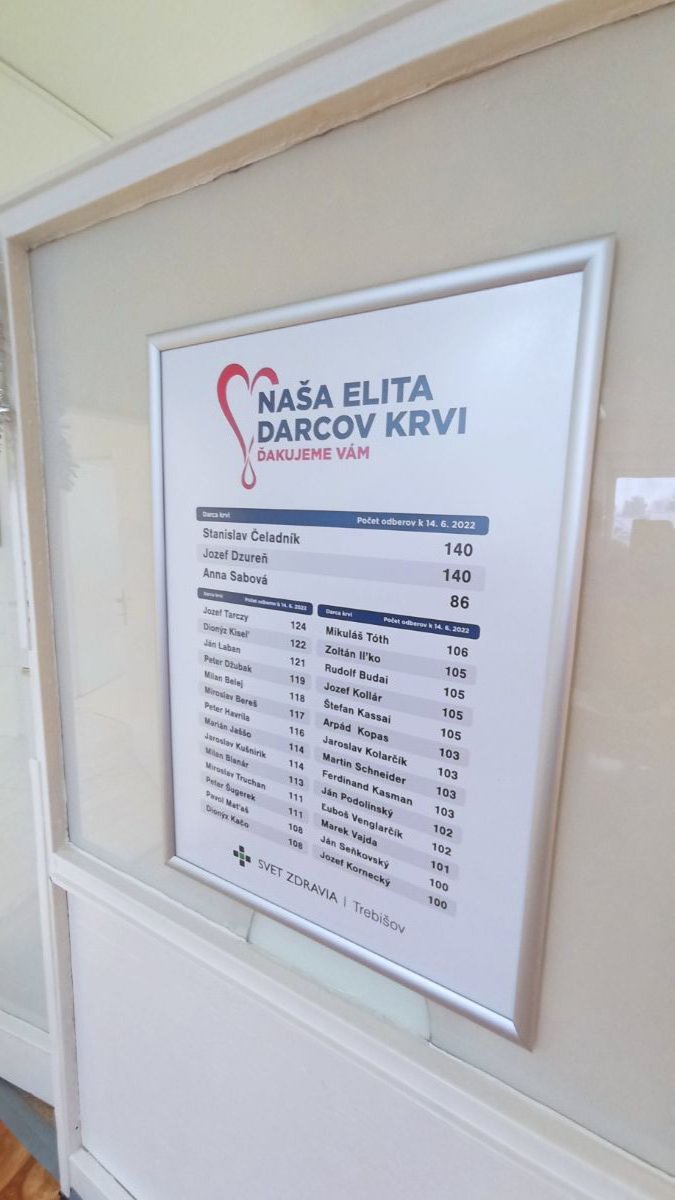 NAŠA ELITA
DARCOV KRVI
ĎAKUJEME VÁM
Darca krvi Počet odberov k 14. 6. 2022
Stanislav Čeladník 140
Jozef Dzureň 140
Anna Sabová 86
Darca krvi Počet odberov k 14. 6. 2022
Jozef Tarczy 124
Dionýz Kiseľ 122
Ján Laban 121
Peter Džubak 119
Milan Belej 118
Miroslav Bereš 117
Peter Havrila 116
Marián Jaššo 114
Jaroslav Kušnirik 114
Milan Blanár 113
Miroslav Truchan 111
Peter Šugerek 111
Pavol Maťaš 108
Dionýz Kačo 108
Darca krvi Počet odberov k 14. 6. 2022
Mikuláš Tóth 106
Zoltán Il'ko 105
Rudolf Budai 105
Jozef Kollár 105
Štefan Kassai 105
Arpád Kopas 103
Jaroslav Kolarčík 103
Martin Schneider 103
Ferdinand Kasman 103
Ján Podolinský 102
Ľuboš Venglarčík 102
Marek Vajda 101
Ján Seňkovský 100
Jozef Kornecký 100
SVET ZDRAVIA | Trebišov